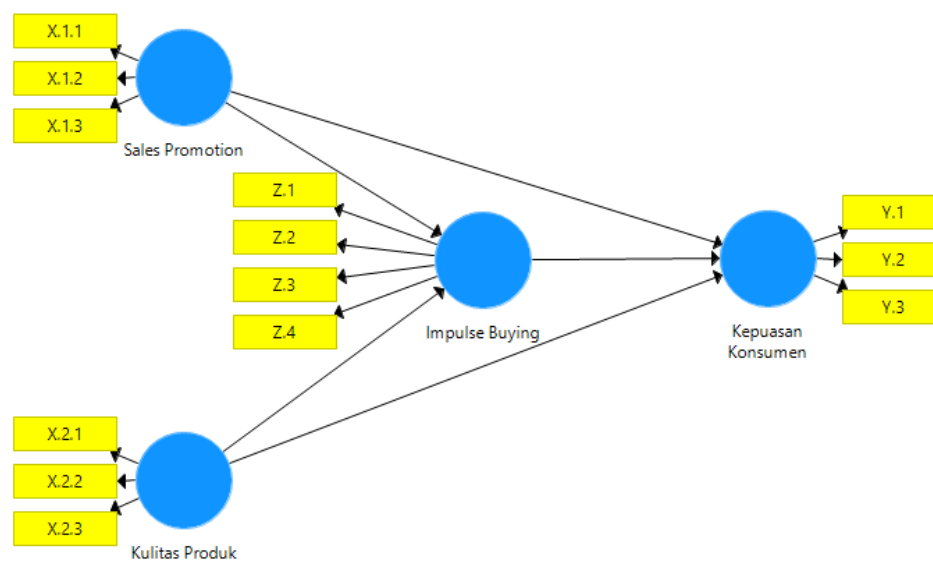 X.1.1
X.1.2
X.1.3
Sales Promotion
Z.1
Z.2
Z.3
Z.4
Impulse Buying
Y.1
Y.2
Y.3
Kepuasan
Konsumen
X.2.1
X.2.2
X.2.3
Kulitas Produk